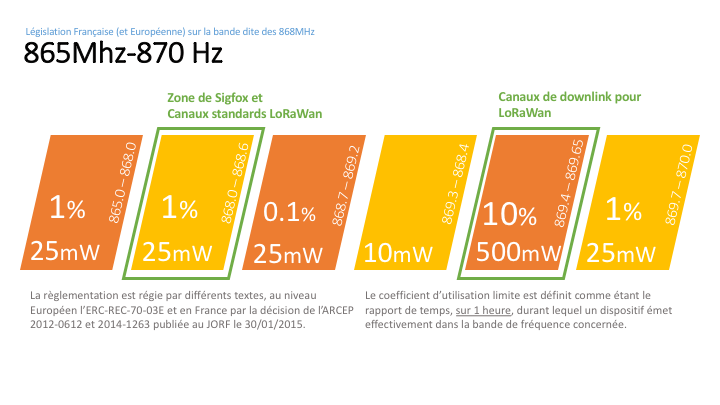 Législation Française (et Européenne) sur la bande dite des 868MHz
865Mhz-870 Hz
Zone de Sigfox et
Canaux standards LoRaWan
Canaux de downlink pour
LoRaWan
1%
25mW
865.0 – 868.0
1%
25mW
868.0 – 868.6
0.1%
25mW
868.7 – 869.2
10mW
869.3 – 868.4
10%
500mW
869.4 – 869.65
1%
25mW
869.7 – 870.0
La règlementation est régie par différents textes, au niveau
Européen l’ERC-REC-70-03E et en France par la décision de l’ARCEP
2012-0612 et 2014-1263 publiée au JORF le 30/01/2015.
Le coefficient d’utilisation limite est définit comme étant le
rapport de temps, sur 1 heure, durant lequel un dispositif émet
effectivement dans la bande de fréquence concernée.